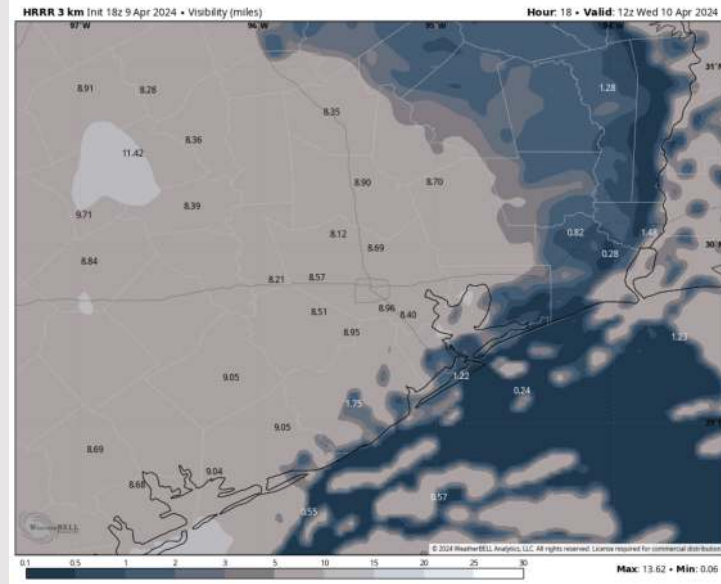 HRRR 3 km Init 18z 9 Apr 2024 • Visibility (miles)
Hour: 18 • Valid: 12z Wed 10 Apr 2024
97°W 96°W 95°W 94°W
31°N
8.91 8.28 1.28
8.35
8.36
11.42
8.90 8.70
8.39
9.71
8.12 0.82 1.48
30°N
8.69 0.28
8.84
8.21 8.57
8.51 8.96 8.40
8.95 1.23
9.05 1.22
0.24
1.75
9.05
29°N
8.69
8.68 9.04
0.57
0.55
WeatherBELL
© 2024 WeatherBELL Analytics, LLC. All rights reserved. License required for commercial distribution.
0.1 0.5 1 2 3 5 10 15 20 25 30
Max: 13.62 • Min: 0.06